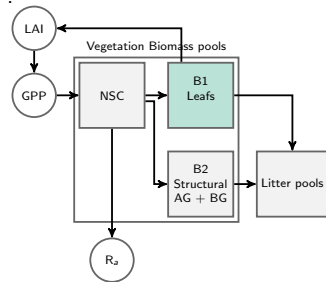 LAI
Vegetation Biomass pools
GPP
NSC
B1
Leafs
B2
Structural
AG + BG
Litter pools
Ra